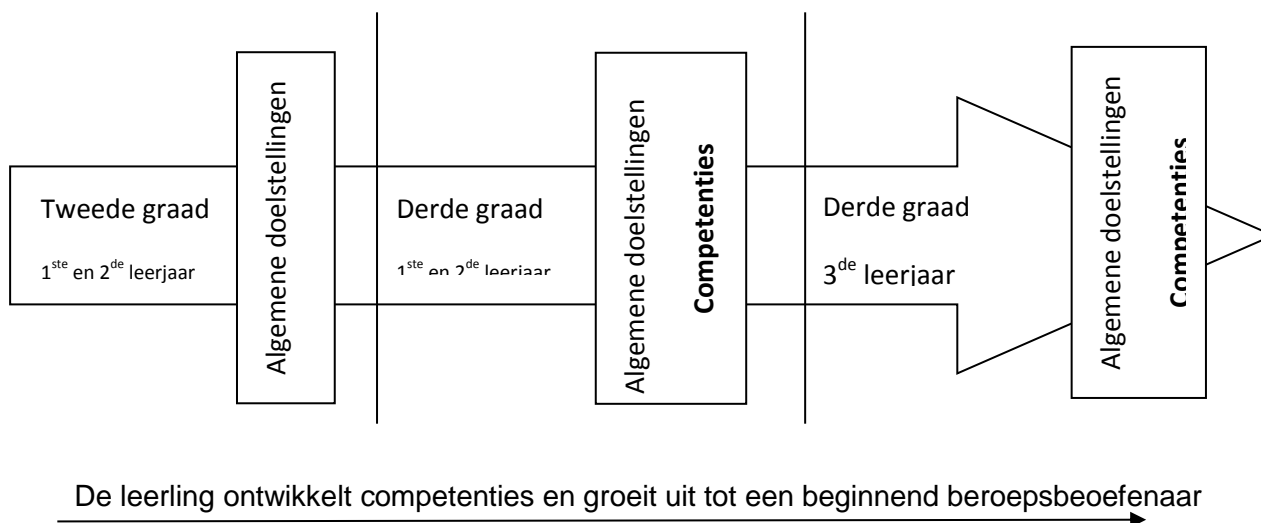 Tweede graad
1ste en 2de leerjaar
Algemene doelstellingen
Derde graad
1ste en 2de leerjaar
Algemene doelstellingen
Competenties
Derde graad
3de leerjaar
Algemene doelstellingen
Competenties
De leerling ontwikkelt competenties en groeit uit tot een beginnend beroepsbeoefenaar